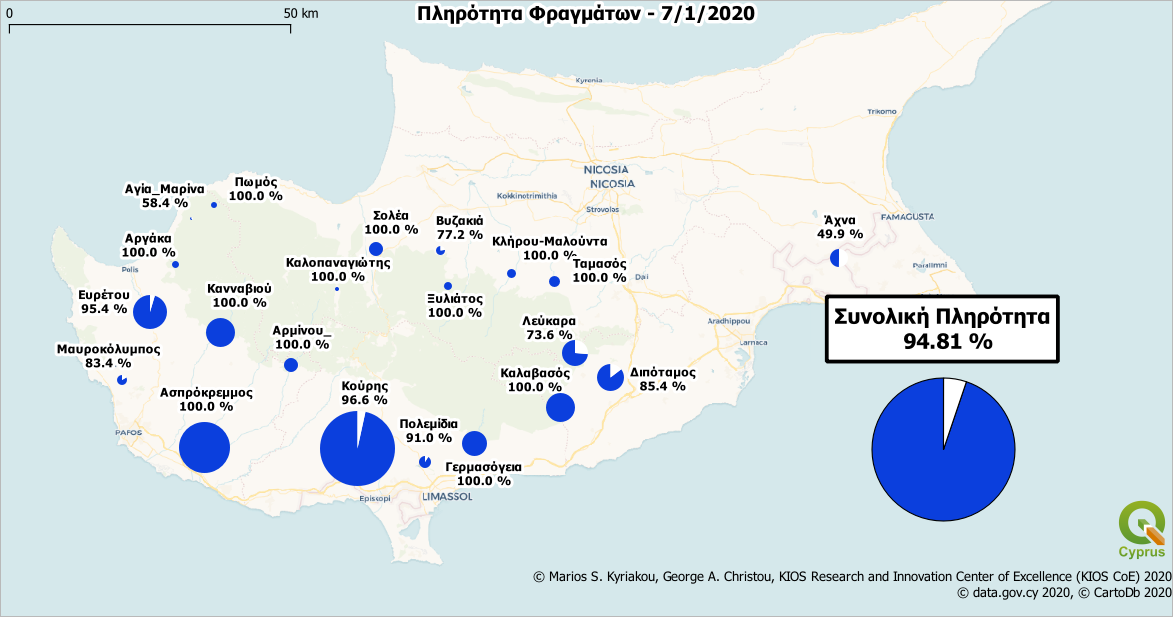 0 50 km
Πληρότητα Φραγμάτων - 7/1/2020
Kyrenia
Trikomo
NICOSIA
NICOSIA
Kokkinotrimithia
Strovolos
Αγία_Μαρίνα
58.4 %
Πωμός
100.0 %
Σολέα
100.0 %
Βυζακιά
77.2 %
Άχνα
49.9 %
FAMAGUSTA
Αργάκα
100.0 %
Κλήρου-Μαλούντα
100.0 %
Polis
Καλοπαναγιώτης
100.0 %
Ταμασός
100.0 %
Dali
Paralimni
Ευρέτου
95.4 %
Κανναβιού
100.0 %
Ξυλιάτος
100.0 %
Αρμίνου_
100.0 %
Λεύκαρα
73.6 %
Aradhippou
Larnaca
Συνολική Πληρότητα
94.81 %
Μαυροκόλυμπος
83.4 %
Καλαβασός
100.0 %
Διπόταμος
85.4 %
Ασπρόκρεμμος
100.0 %
Κούρης
96.6 %
Πολεμίδια
91.0 %
PAFOS
Γερμασόγεια
100.0 %
Episcopi
LIMASSOL
Cyprus
© Marios S. Kyriakou, George A. Christou, KIOS Research and Innovation Center of Excellence (KIOS CoE) 2020
© data.gov.cy 2020, © CartoDb 2020